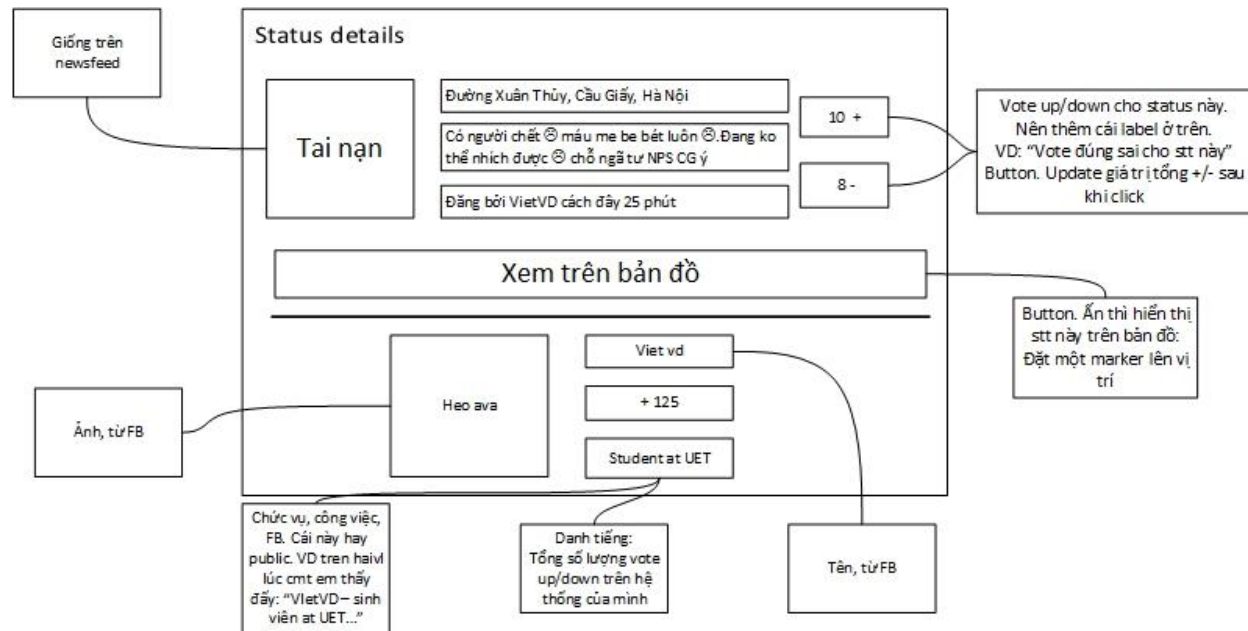 Giống trên
newsfeed
Status details
Tai nạn
Đường Xuân Thủy, Cầu Giấy, Hà Nội
Có người chết ☹ máu me be bét luôn ☹.Đang ko
thể nhích được ☹ chỗ ngã tư NPS CG ý
Đăng bởi VietVD cách đây 25 phút
10 +
8 -
Vote up/down cho status này.
Nên thêm cái label ở trên.
VD: “Vote đúng sai cho stt này”
Button. Update giá trị tổng +/- sau
khi click
Xem trên bản đồ
Button. Ấn thì hiển thị
stt này trên bản đồ:
Đặt một marker lên vị
trí
Ảnh, từ FB
Heo ava
Viet vd
+ 125
Student at UET
Chức vụ, công việc,
FB. Cái này hay
public. VD tren haivl
lúc cmt em thấy
đấy: “VIetVD – sinh
viên at UET...”
Danh tiếng:
Tổng số lượng vote
up/down trên hệ
thống của mình
Tên, từ FB